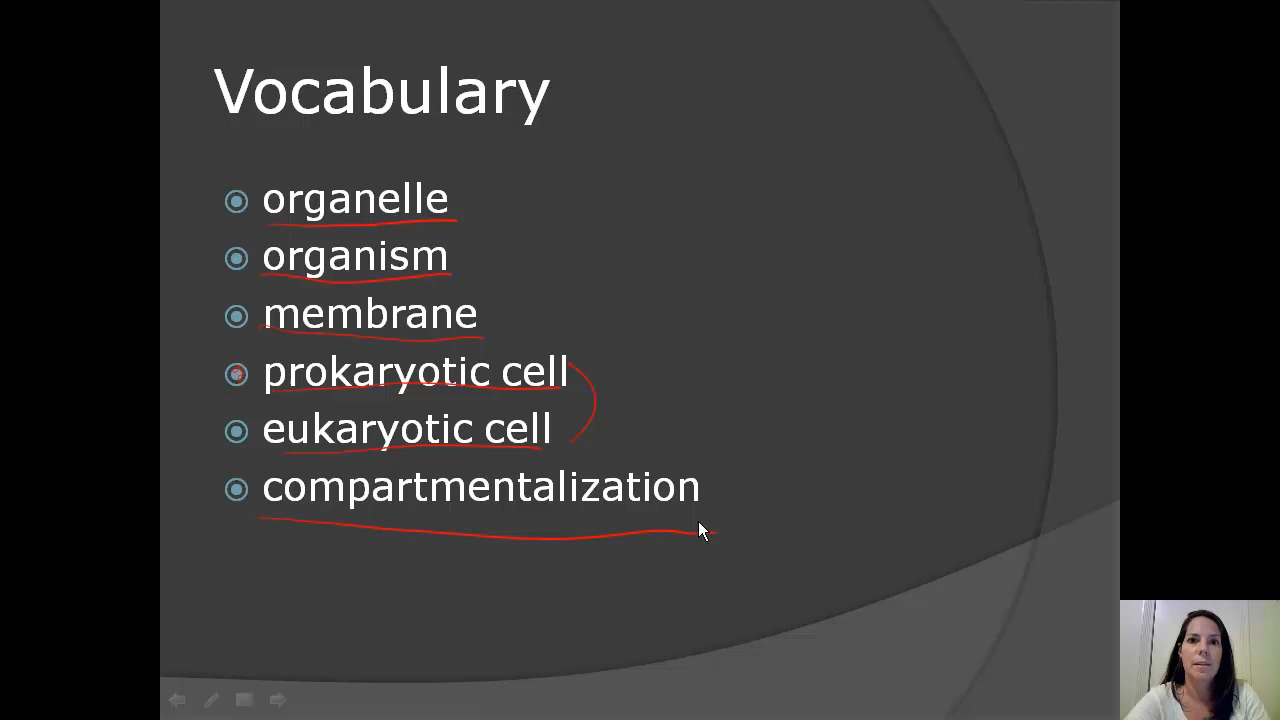 Vocabulary
organelle
organism
membrane
prokaryotic cell
eukaryotic cell
compartmentalization